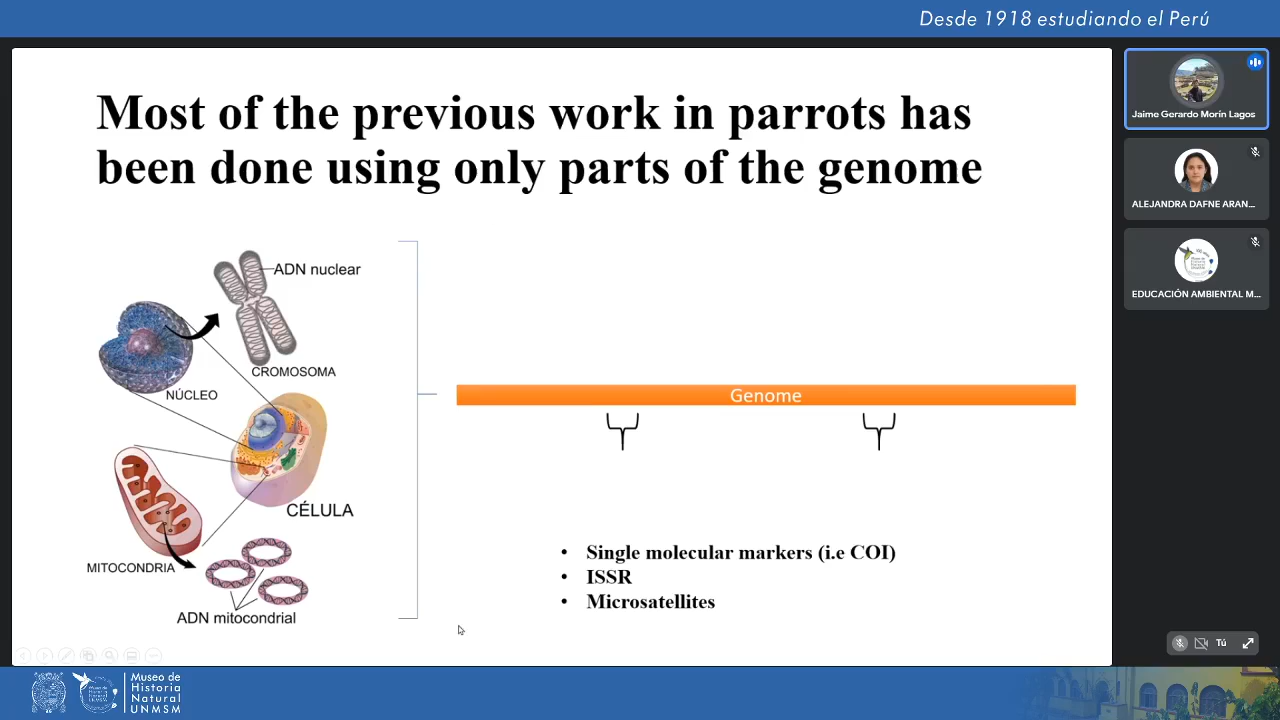 Desde 1918 estudiando el Perú
Most of the previous work in parrots has
been done using only parts of the genome
ADN nuclear
CROMOSOMA
NÚCLEO
CÉLULA
MITOCONDRIA
ADN mitocondrial
Genome
• Single molecular markers (i.e COI)
• ISSR
• Microsatellites
Jaime Gerardo Morín Lagos
ALEJANDRA DAFNE ARAN...
EDUCACIÓN AMBIENTAL M...
Tú
Museo de
Historia
Natural
UNMSM